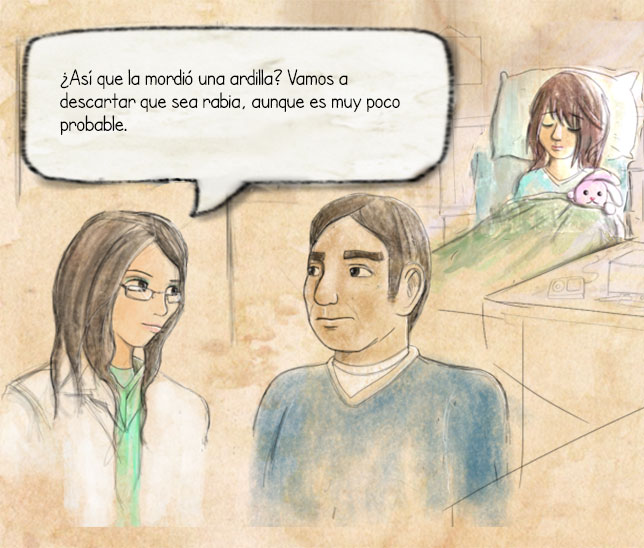 ¿Así que la mordió una ardilla? Vamos a
descartar que sea rabia, aunque es muy poco
probable.